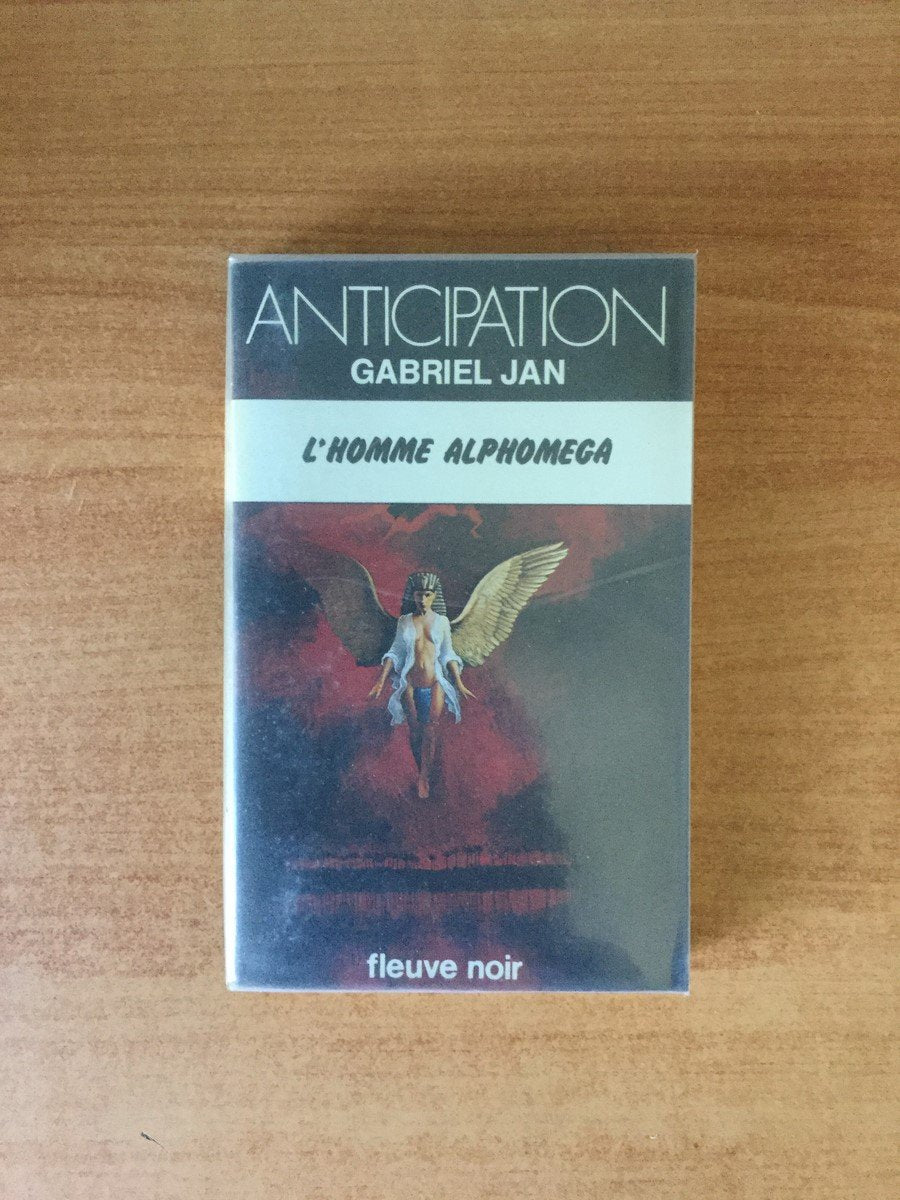 ANTICIPATION
GABRIEL JAN
L'HOMME ALPHOMEGA
fleuve noir